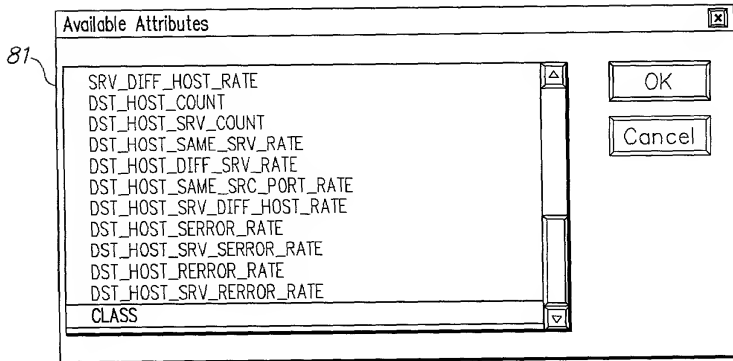 Available Attributes
81
SRV_DIFF_HOST_RATE
DST_HOST_COUNT
DST_HOST_SRV_COUNT
DST_HOST_SAME_SRV_RATE
DST_HOST_DIFF_SRV_RATE
DST_HOST_SAME_SRC_PORT_RATE
DST_HOST_SRV_DIFF_HOST_RATE
DST_HOST_SERROR_RATE
DST_HOST_SRV_SERROR_RATE
DST_HOST_RERROR_RATE
DST_HOST_SRV_RERROR_RATE
CLASS
OK
Cancel